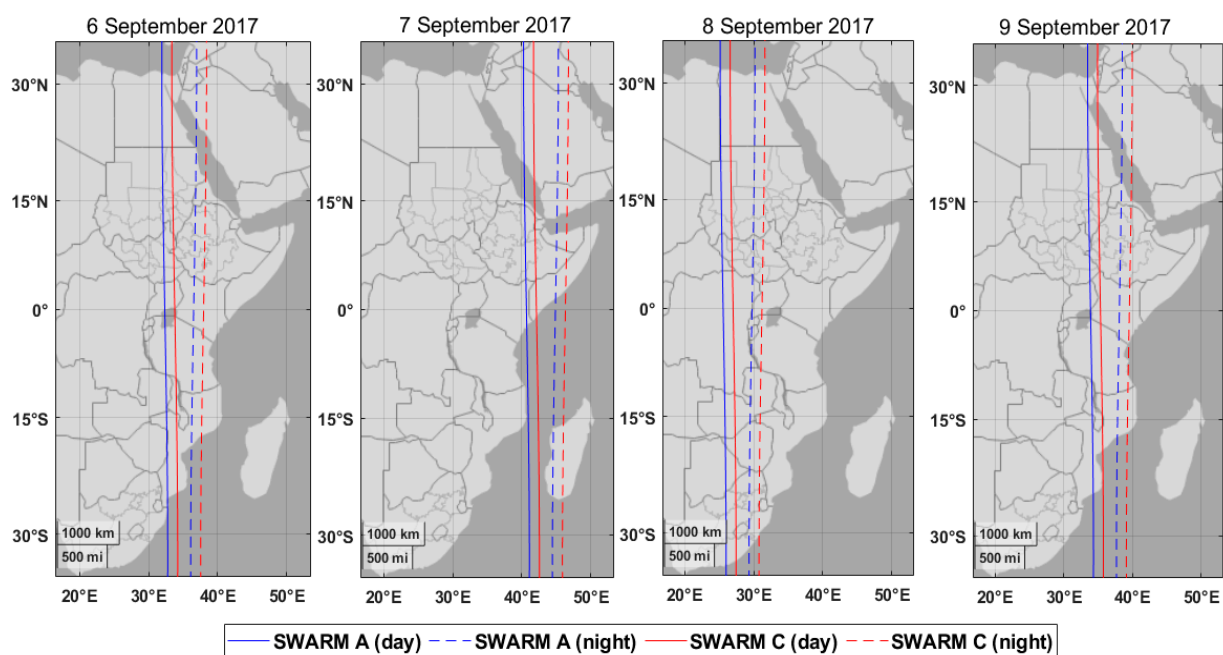 6 September 2017
30°N
15°N
0°
15°S
30°S
1000 km
500 mi
20°E 30°E 40°E 50°E
7 September 2017
30°N
15°N
0°
15°S
30°S
1000 km
500 mi
20°E 30°E 40°E 50°E
8 September 2017
30°N
15°N
0°
15°S
30°S
1000 km
500 mi
20°E 30°E 40°E 50°E
9 September 2017
30°N
15°N
0°
15°S
30°S
1000 km
500 mi
20°E 30°E 40°E 50°E
SWARM A (day) SWARM A (night) SWARM C (day) SWARM C (night)